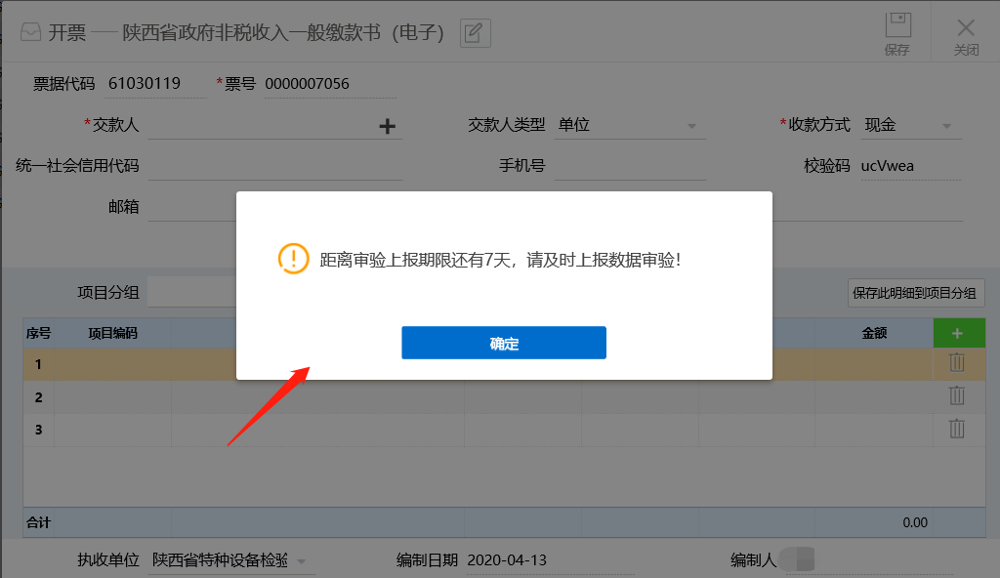 开票 —— 陕西省政府非税收入一般缴款书（电子）
保存
关闭
票据代码 61030119 *票号 0000007056
*交款人 交款人类型 单位 *收款方式 现金
统一社会信用代码 手机号 校验码 ucVwea
邮箱
距离审验上报期限还有7天，请及时上报数据审验！
确定
项目分组 保存此明细到项目分组
序号 项目编码 金额 +
1
2
3
合计 0.00
执收单位 陕西省特种设备检验 编制日期 2020-04-13 编制人